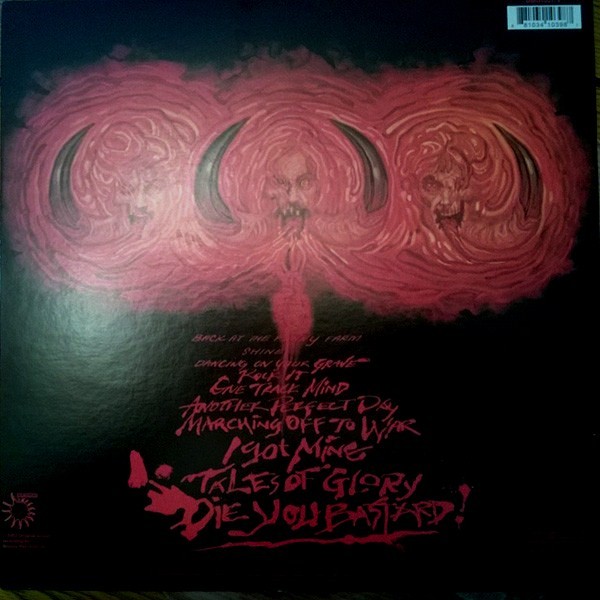 BACK AT THE FUNNY FARM
SHINE
DANCING ON YOUR GRAVE
ROCK IT
ONE TRACK MIND
ANOTHER PERFECT DAY
MARCHING OFF TO WAR
I GOT MINE
TALES OF GLORY
DIE YOU BASTARD!